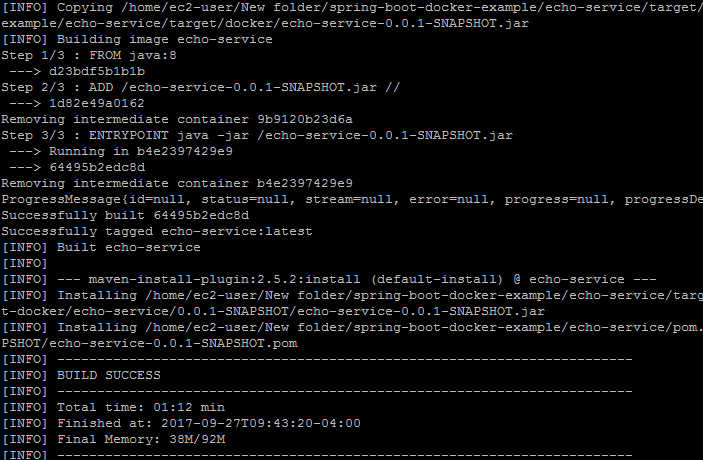 [INFO] Copying /home/ec2-user/New folder/spring-boot-docker-example/echo-service/target/
example/echo-service/target/docker/echo-service-0.0.1-SNAPSHOT.jar
[INFO] Building image echo-service
Step 1/3 : FROM java:8
 ---> d23bdf5b1b1b
Step 2/3 : ADD /echo-service-0.0.1-SNAPSHOT.jar //
 ---> 1d82e49a0162
Removing intermediate container 9b9120b23d6a
Step 3/3 : ENTRYPOINT java -jar /echo-service-0.0.1-SNAPSHOT.jar
 ---> Running in b4e2397429e9
 ---> 64495b2edc8d
Removing intermediate container b4e2397429e9
ProgressMessage{id=null, status=null, stream=null, error=null, progress=null, progressDe
Successfully built 64495b2edc8d
Successfully tagged echo-service:latest
[INFO] Built echo-service
[INFO]
[INFO] --- maven-install-plugin:2.5.2:install (default-install) @ echo-service ---
[INFO] Installing /home/ec2-user/New folder/spring-boot-docker-example/echo-service/targ
t-docker/echo-service/0.0.1-SNAPSHOT/echo-service-0.0.1-SNAPSHOT.jar
[INFO] Installing /home/ec2-user/New folder/spring-boot-docker-example/echo-service/pom.
PSHOT/echo-service-0.0.1-SNAPSHOT.pom
[INFO] ------------------------------------------------------------------------
[INFO] BUILD SUCCESS
[INFO] ------------------------------------------------------------------------
[INFO] Total time: 01:12 min
[INFO] Finished at: 2017-09-27T09:43:20-04:00
[INFO] Final Memory: 38M/92M
[INFO] ------------------------------------------------------------------------